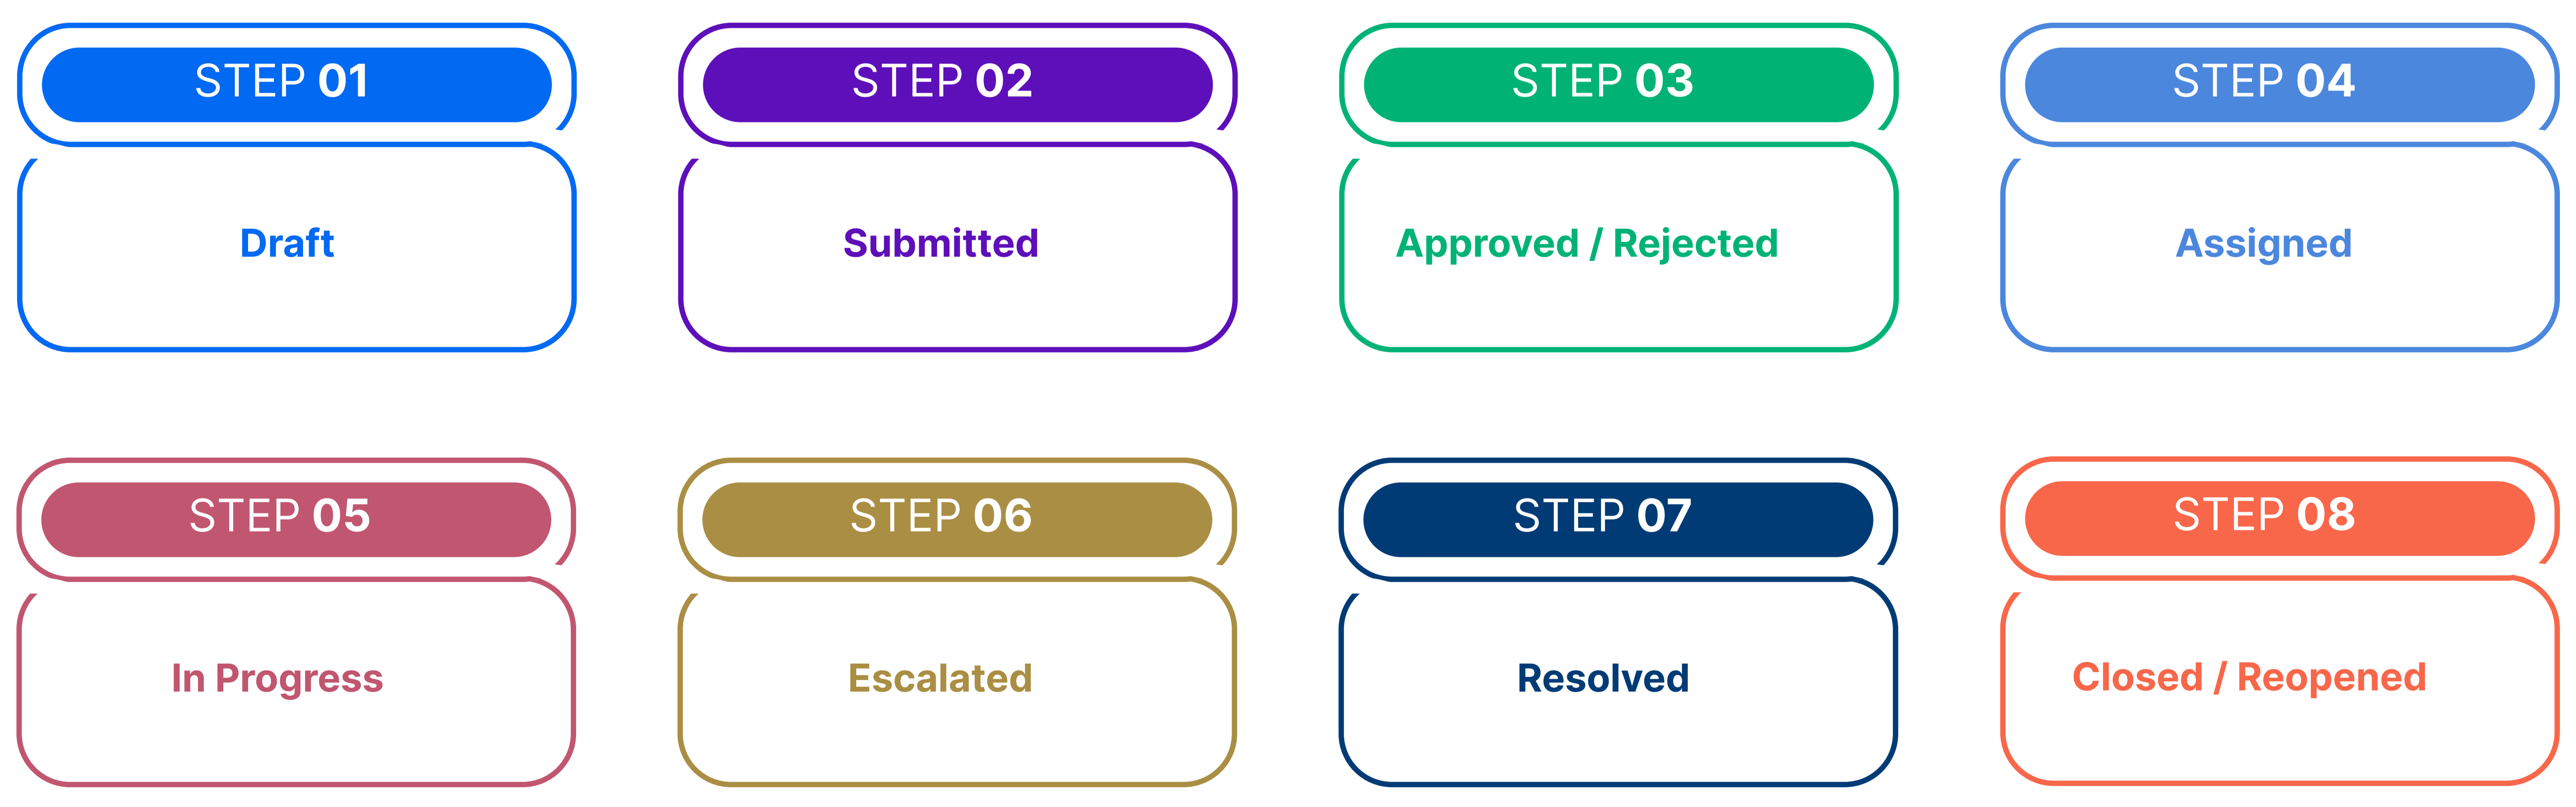 STEP 01
Draft
STEP 02
Submitted
STEP 03
Approved / Rejected
STEP 04
Assigned
STEP 05
In Progress
STEP 06
Escalated
STEP 07
Resolved
STEP 08
Closed / Reopened